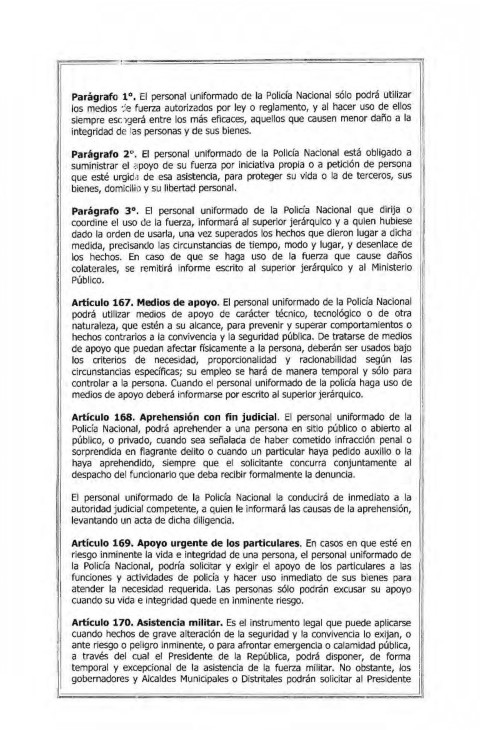 Parágrafo 1°. El personal uniformado de la Policía Nacional sólo podrá utilizar
los medios de fuerza autorizados por ley o reglamento, y al hacer uso de ellos
siempre escogerá entre los más eficaces, aquellos que causen menor daño a la
integridad de las personas y de sus bienes.
Parágrafo 2°. El personal uniformado de la Policía Nacional está obligado a
suministrar el apoyo de su fuerza por iniciativa propia o a petición de persona
que esté urgida de esa asistencia, para proteger su vida o la de terceros, sus
bienes, domicilio y su libertad personal.
Parágrafo 3°. El personal uniformado de la Policía Nacional que dirija o
coordine el uso de la fuerza, informará al superior jerárquico y a quien hubiese
dado la orden de usarla, una vez superados los hechos que dieron lugar a dicha
medida, precisando las circunstancias de tiempo, modo y lugar, y desenlace de
los hechos. En caso de que se haga uso de la fuerza que cause daños
colaterales, se remitirá informe escrito al superior jerárquico y al Ministerio
Público.
Artículo 167. Medios de apoyo. El personal uniformado de la Policía Nacional
podrá utilizar medios de apoyo de carácter técnico, tecnológico o de otra
naturaleza, que estén a su alcance, para prevenir y superar comportamientos o
hechos contrarios a la convivencia y la seguridad pública. De tratarse de medios
de apoyo que puedan afectar físicamente a la persona, deberán ser usados bajo
los criterios de necesidad, proporcionalidad y racionabilidad según las
circunstancias específicas; su empleo se hará de manera temporal y sólo para
controlar a la persona. Cuando el personal uniformado de la policía haga uso de
medios de apoyo deberá informarse por escrito al superior jerárquico.
Artículo 168. Aprehensión con fin judicial. El personal uniformado de la
Policía Nacional, podrá aprehender a una persona en sitio público o abierto al
público, o privado, cuando sea señalada de haber cometido infracción penal o
sorprendida en flagrante delito o cuando un particular haya pedido auxilio o la
haya aprehendido, siempre que el solicitante concurra conjuntamente al
despacho del funcionario que deba recibir formalmente la denuncia.
El personal uniformado de la Policía Nacional la conducirá de inmediato a la
autoridad judicial competente, a quien le informará las causas de la aprehensión,
levantando un acta de dicha diligencia.
Artículo 169. Apoyo urgente de los particulares. En casos en que esté en
riesgo inminente la vida e integridad de una persona, el personal uniformado de
la Policía Nacional, podría solicitar y exigir el apoyo de los particulares a las
funciones y actividades de policía y hacer uso inmediato de sus bienes para
atender la necesidad requerida. Las personas sólo podrán excusar su apoyo
cuando su vida e integridad quede en inminente riesgo.
Artículo 170. Asistencia militar. Es el instrumento legal que puede aplicarse
cuando hechos de grave alteración de la seguridad y la convivencia lo exijan, o
ante riesgo o peligro inminente, o para afrontar emergencia o calamidad pública,
a través del cual el Presidente de la República, podrá disponer, de forma
temporal y excepcional de la asistencia de la fuerza militar. No obstante, los
gobernadores y Alcaldes Municipales o Distritales podrán solicitar al Presidente